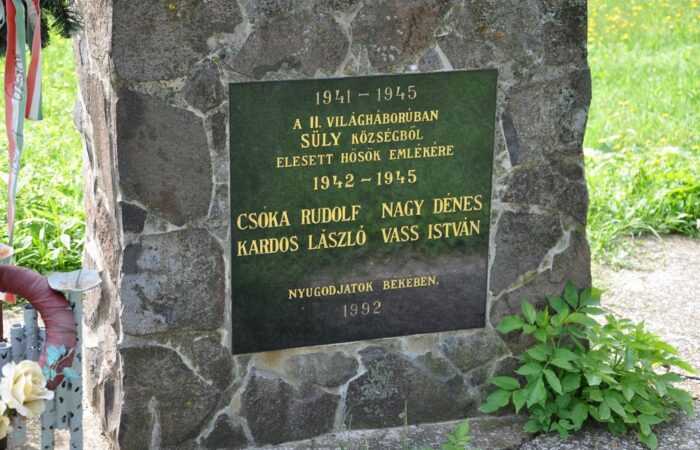 1941 – 1945
A II. VILÁGHÁBORÚBAN
SÜLY KÖZSÉGBŐL
ELESETT HŐSÖK EMLÉKÉRE
1942 – 1945
CSÓKA RUDOLF NAGY DÉNES
KARDOS LÁSZLÓ VASS ISTVÁN
NYUGODJATOK BÉKÉBEN.
1992